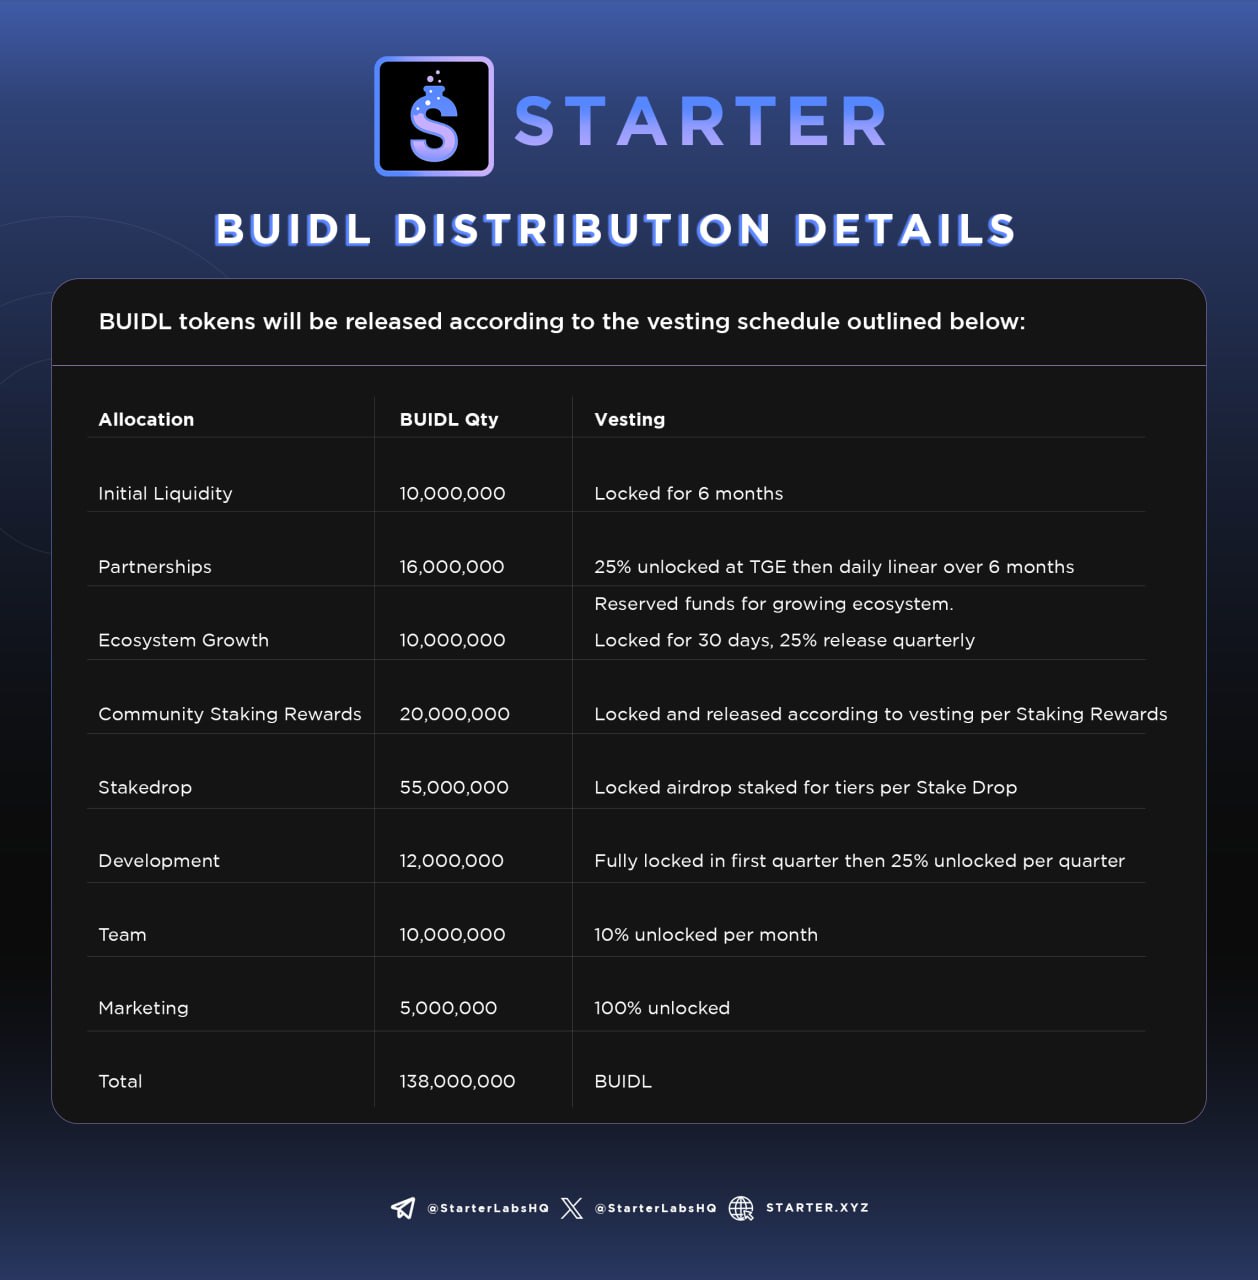 STARTER
BUIDL DISTRIBUTION DETAILS
BUIDL tokens will be released according to the vesting schedule outlined below:
Allocation BUIDL Qty Vesting
Initial Liquidity 10,000,000 Locked for 6 months
Partnerships 16,000,000 25% unlocked at TGE then daily linear over 6 months
Reserved funds for growing ecosystem.
Ecosystem Growth 10,000,000 Locked for 30 days, 25% release quarterly
Community Staking Rewards 20,000,000 Locked and released according to vesting per Staking Rewards
Stakedrop 55,000,000 Locked airdrop staked for tiers per Stake Drop
Development 12,000,000 Fully locked in first quarter then 25% unlocked per quarter
Team 10,000,000 10% unlocked per month
Marketing 5,000,000 100% unlocked
Total 138,000,000 BUIDL
@StarterLabsHQ @StarterLabsHQ STARTER.XYZ